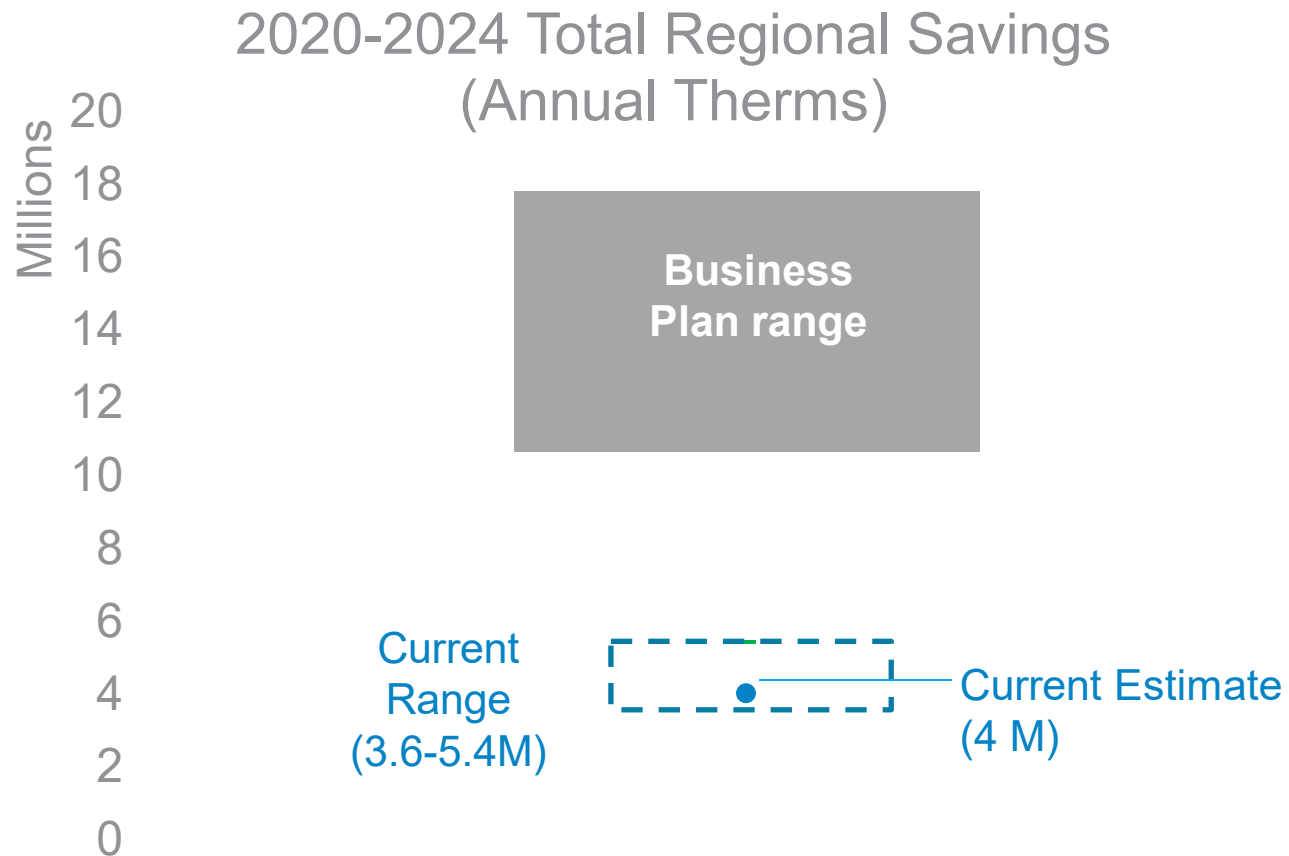 2020-2024 Total Regional Savings
(Annual Therms)
Millions
20
18
16
14
12
10
8
6
4
2
0
Business
Plan range
Current
Range
(3.6-5.4M)
Current Estimate
(4 M)